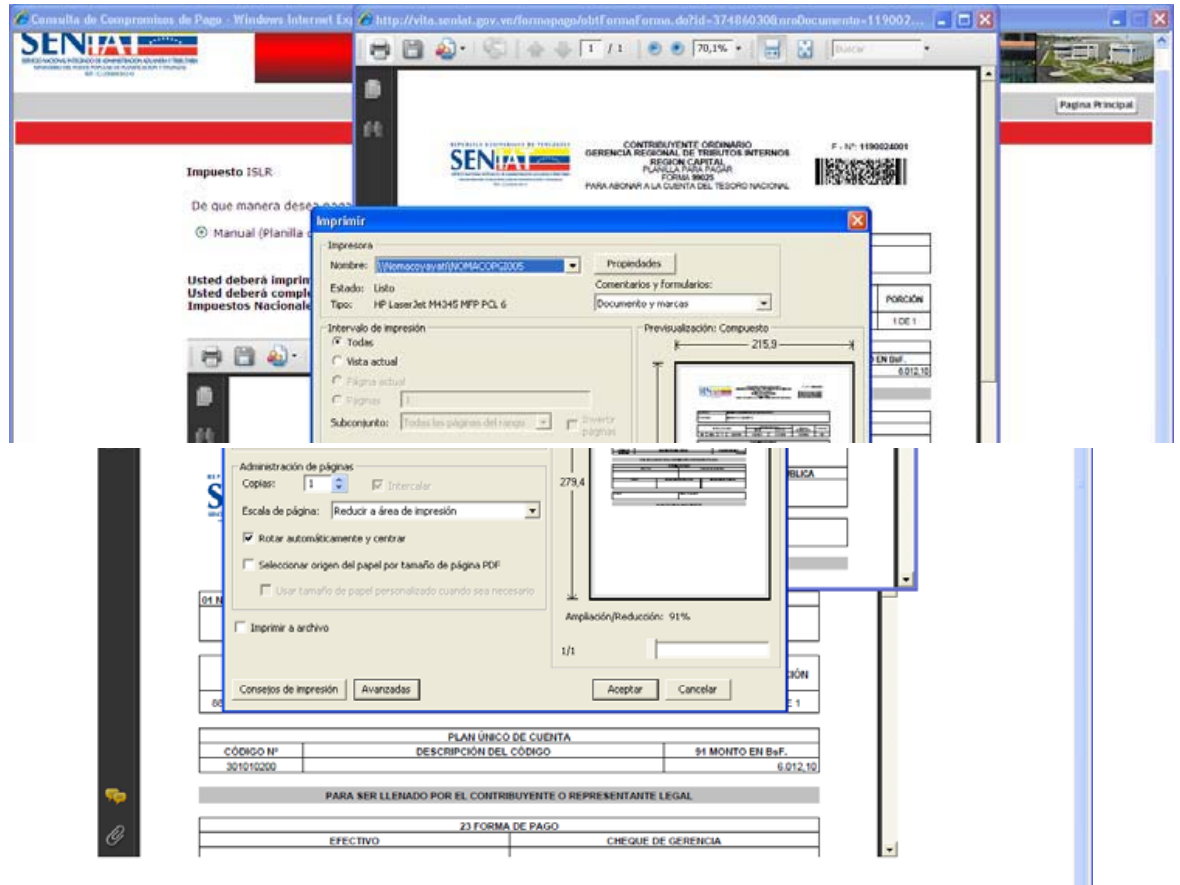 Consulta de Compromisos de Pago - Windows Internet Exp
http://vita.seniat.gov.ve/formapago/obtFormaForma.do?id=37486030&nroDocumento=119002...
SENIAT
1 / 1
70,1%
Buscar
Pagina Principal
SENIAT
CONTRIBUYENTE ORDINARIO
GERENCIA REGIONAL DE TRIBUTOS INTERNOS
REGION CAPITAL
PLANILLA PARA PAGAR
FORMA 99025
PARA ABONAR A LA CUENTA DEL TESORO NACIONAL
F - Nº: 1190024001
Impuesto ISLR
De que manera desea paga
Manual (Planilla
Usted deberá imprim
Usted deberá comple
Impuestos Nacionale
Imprimir
Impresora
Nombre:
Propiedades
Estado: Listo
Tipo: HP LaserJet M4345 MFP PCL 6
Comentarios y formularios:
Documento y marcas
PORCIÓN
1 DE 1
EN BsF.
6.012,10
Intervalo de impresión
Todas
Vista actual
Página actual
Páginas 1
Subconjunto: Todas las páginas del rango
Invertir páginas
Previsualización: Compuesto
215,9
279,4
Administración de páginas
Copias: 1
Intercalar
Escala de página: Reducir a área de impresión
Rotar automáticamente y centrar
Seleccionar origen del papel por tamaño de página PDF
Usar tamaño de papel personalizado cuando sea necesario
Imprimir a archivo
Ampliación/Reducción: 91%
1/1
Consejos de impresión
Avanzadas
Aceptar
Cancelar
BLICA
01 N
IÓN
E 1
PLAN ÚNICO DE CUENTA
CÓDIGO Nº DESCRIPCIÓN DEL CÓDIGO 91 MONTO EN BsF.
301010200 6.012,10
PARA SER LLENADO POR EL CONTRIBUYENTE O REPRESENTANTE LEGAL
23 FORMA DE PAGO
EFECTIVO CHEQUE DE GERENCIA